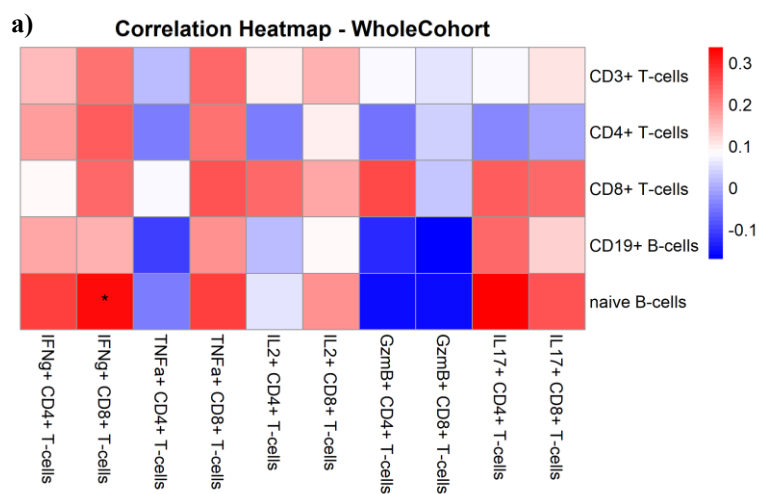 a)
Correlation Heatmap - WholeCohort
CD3+ T-cells
CD4+ T-cells
CD8+ T-cells
CD19+ B-cells
naive B-cells
*
0.3
0.2
0.1
0
-0.1
IFNg+ CD4+ T-cells
IFNg+ CD8+ T-cells
TNFa+ CD4+ T-cells
TNFa+ CD8+ T-cells
IL2+ CD4+ T-cells
IL2+ CD8+ T-cells
GzmB+ CD4+ T-cells
GzmB+ CD8+ T-cells
IL17+ CD4+ T-cells
IL17+ CD8+ T-cells